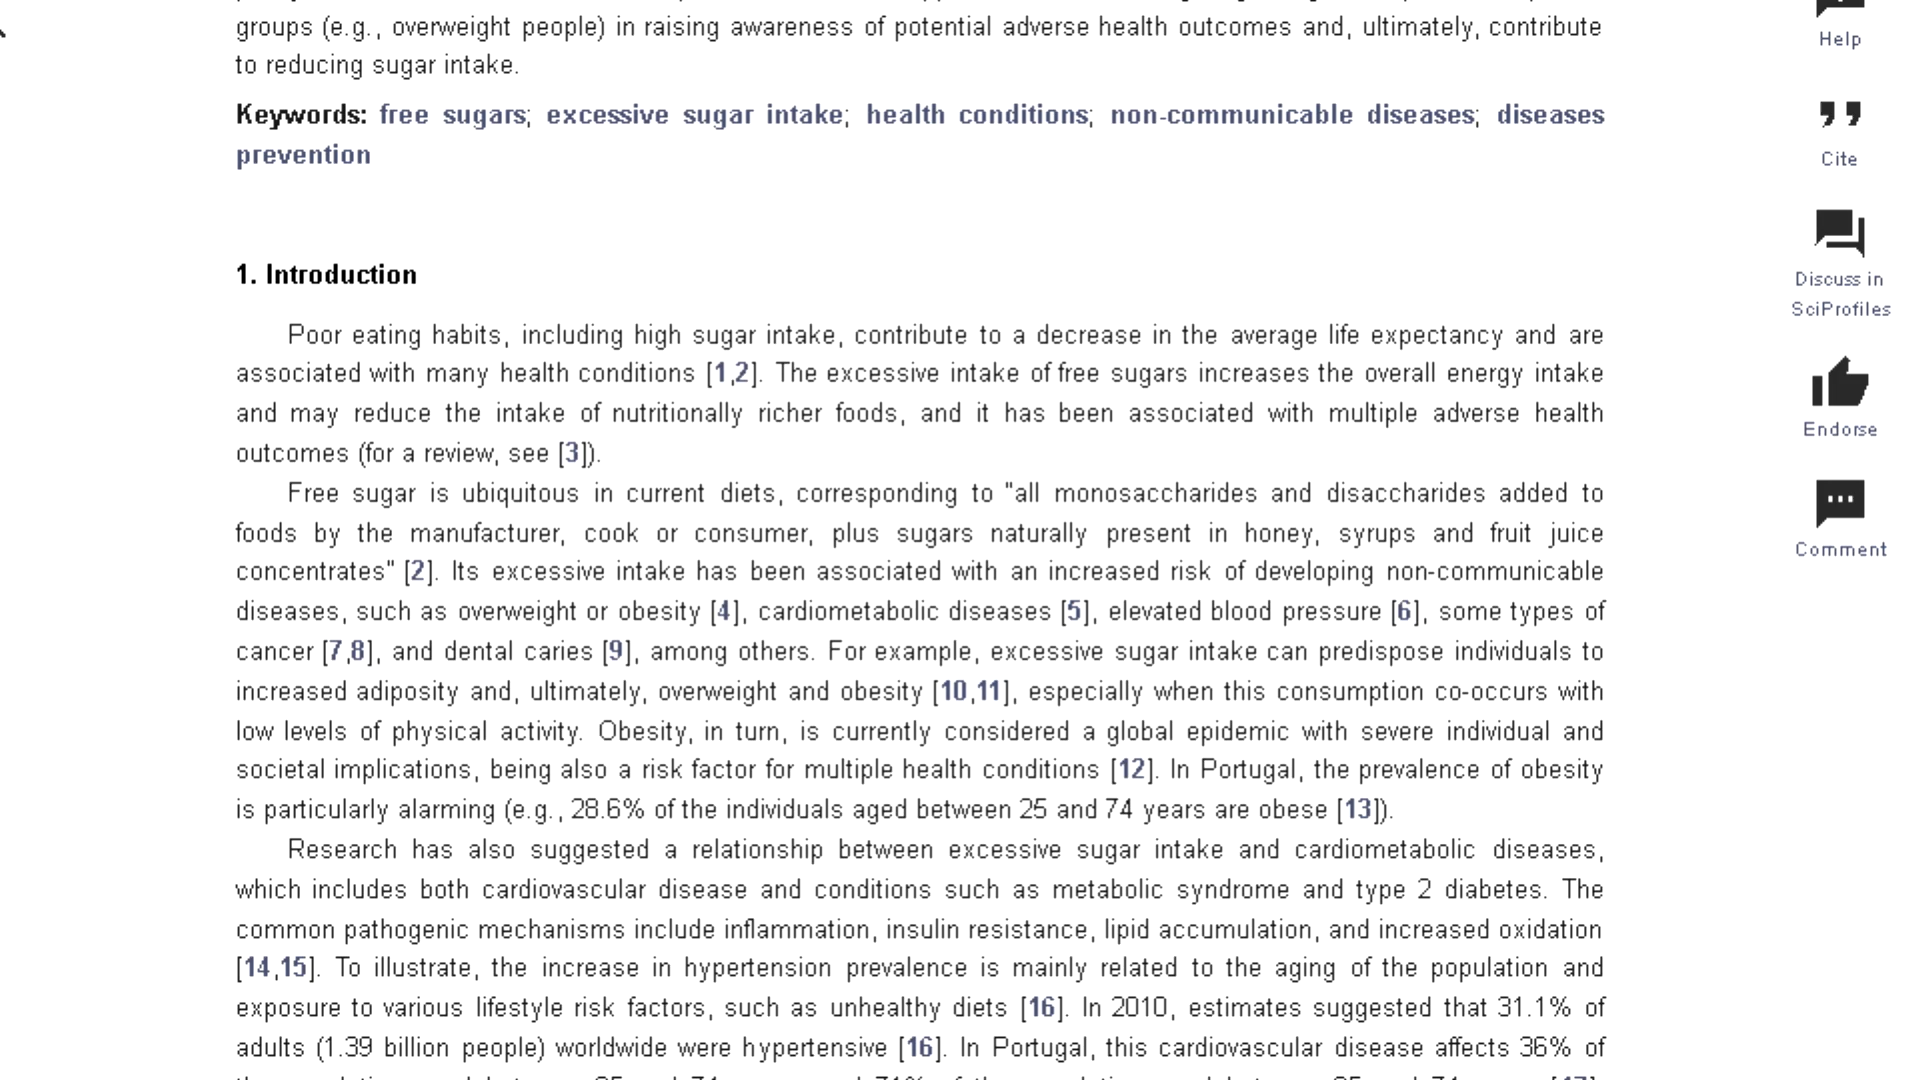 groups (e.g., overweight people) in raising awareness of potential adverse health outcomes and, ultimately, contribute
to reducing sugar intake.
Keywords: free sugars; excessive sugar intake; health conditions; non-communicable diseases; diseases
prevention
1. Introduction
Poor eating habits, including high sugar intake, contribute to a decrease in the average life expectancy and are
associated with many health conditions [1,2]. The excessive intake of free sugars increases the overall energy intake
and may reduce the intake of nutritionally richer foods, and it has been associated with multiple adverse health
outcomes (for a review, see [3]).
Free sugar is ubiquitous in current diets, corresponding to "all monosaccharides and disaccharides added to
foods by the manufacturer, cook or consumer, plus sugars naturally present in honey, syrups and fruit juice
concentrates" [2]. Its excessive intake has been associated with an increased risk of developing non-communicable
diseases, such as overweight or obesity [4], cardiometabolic diseases [5], elevated blood pressure [6], some types of
cancer [7,8], and dental caries [9], among others. For example, excessive sugar intake can predispose individuals to
increased adiposity and, ultimately, overweight and obesity [10,11], especially when this consumption co-occurs with
low levels of physical activity. Obesity, in turn, is currently considered a global epidemic with severe individual and
societal implications, being also a risk factor for multiple health conditions [12]. In Portugal, the prevalence of obesity
is particularly alarming (e.g., 28.6% of the individuals aged between 25 and 74 years are obese [13]).
Research has also suggested a relationship between excessive sugar intake and cardiometabolic diseases,
which includes both cardiovascular disease and conditions such as metabolic syndrome and type 2 diabetes. The
common pathogenic mechanisms include inflammation, insulin resistance, lipid accumulation, and increased oxidation
[14,15]. To illustrate, the increase in hypertension prevalence is mainly related to the aging of the population and
exposure to various lifestyle risk factors, such as unhealthy diets [16]. In 2010, estimates suggested that 31.1% of
adults (1.39 billion people) worldwide were hypertensive [16]. In Portugal, this cardiovascular disease affects 36% of
Help
Cite
Discuss in
SciProfiles
Endorse
Comment